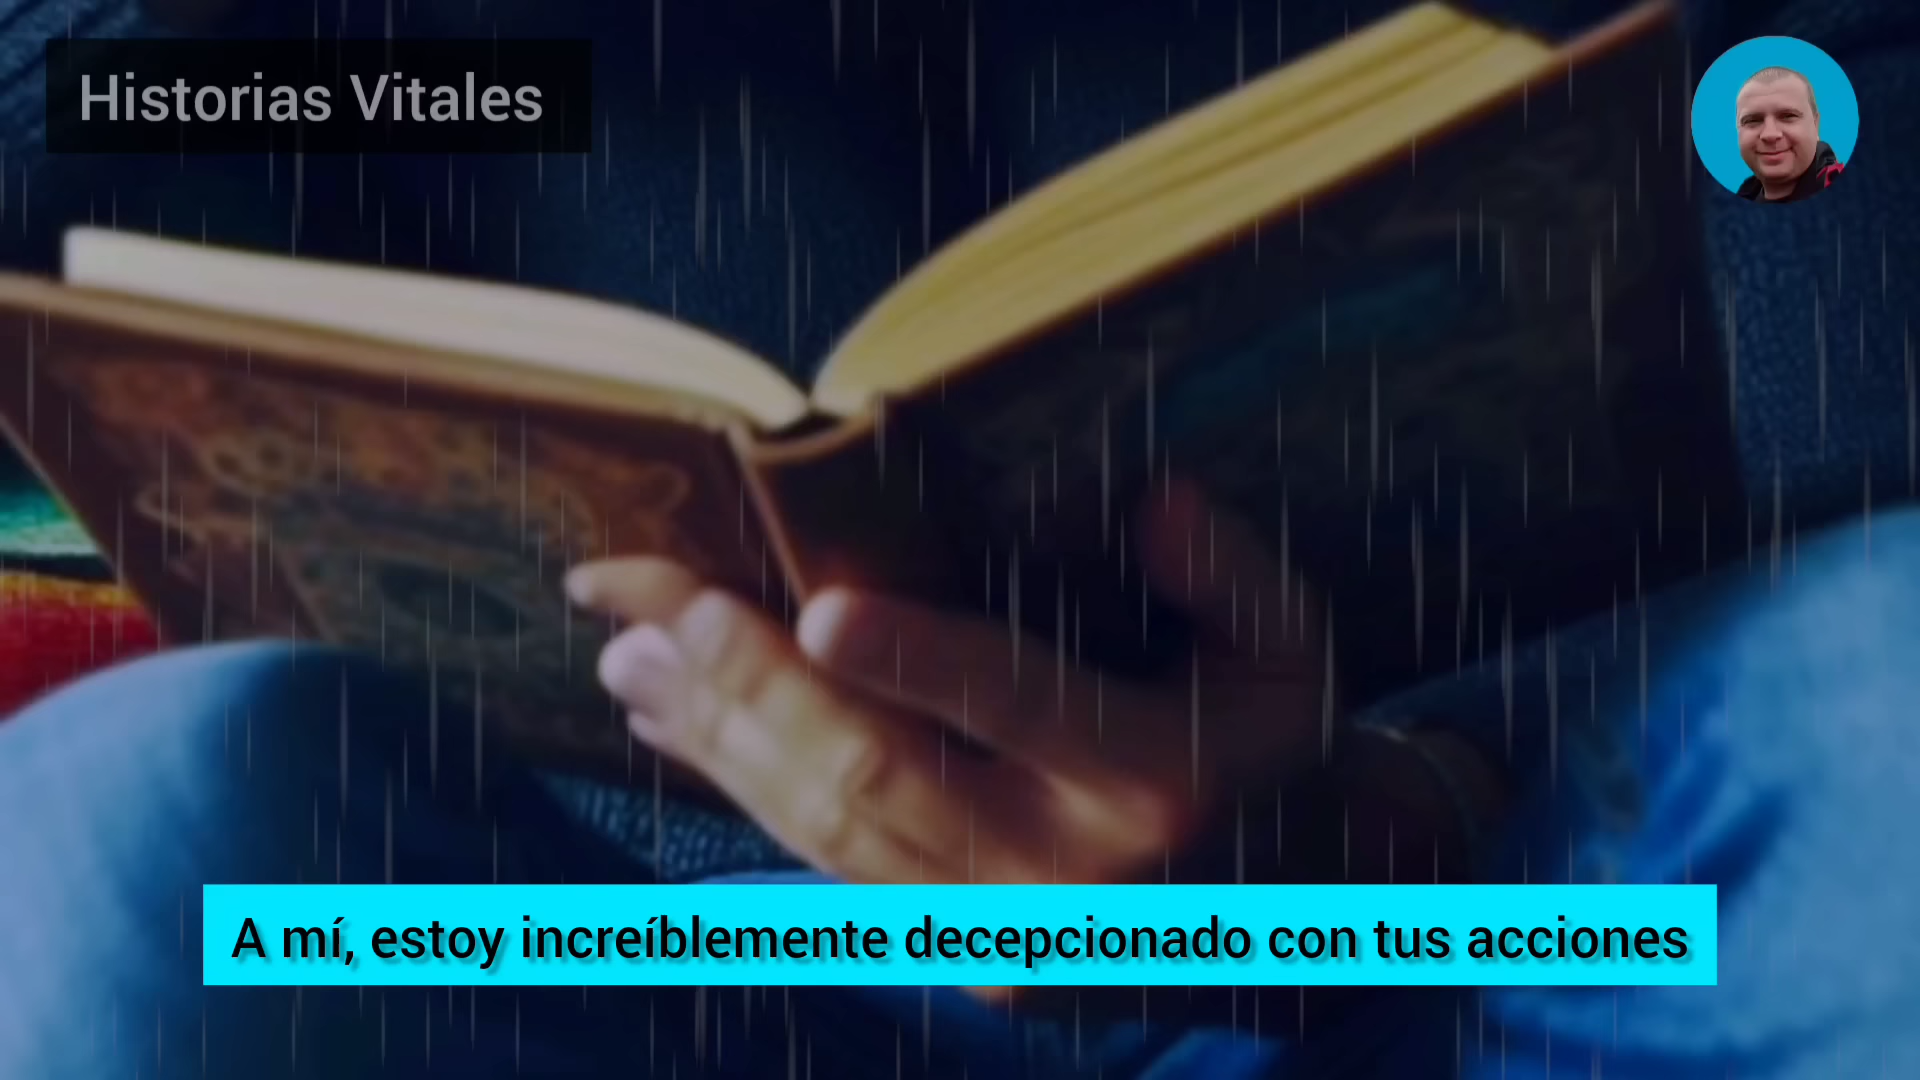 Historias Vitales
A mí, estoy increíblemente decepcionado con tus acciones